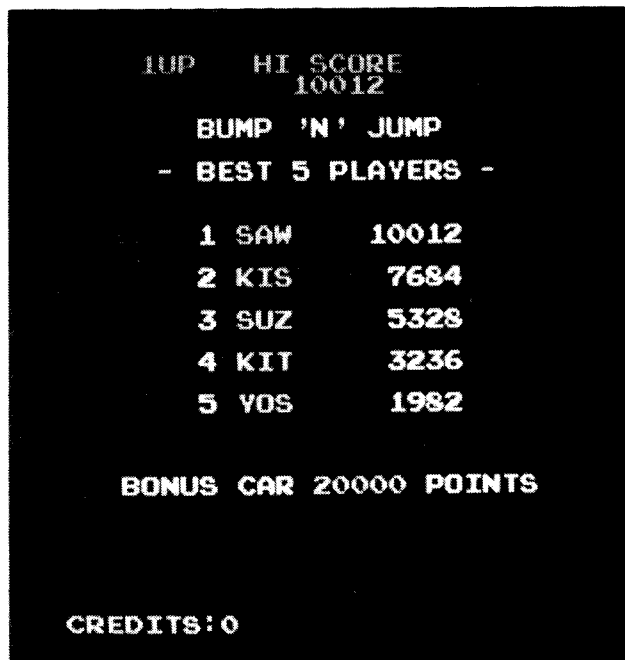 1UP HI SCORE
10012
BUMP 'N' JUMP
- BEST 5 PLAYERS -
1 SAW 10012
2 KIS 7684
3 SUZ 5328
4 KIT 3236
5 YOS 1982
BONUS CAR 20000 POINTS
CREDITS:0